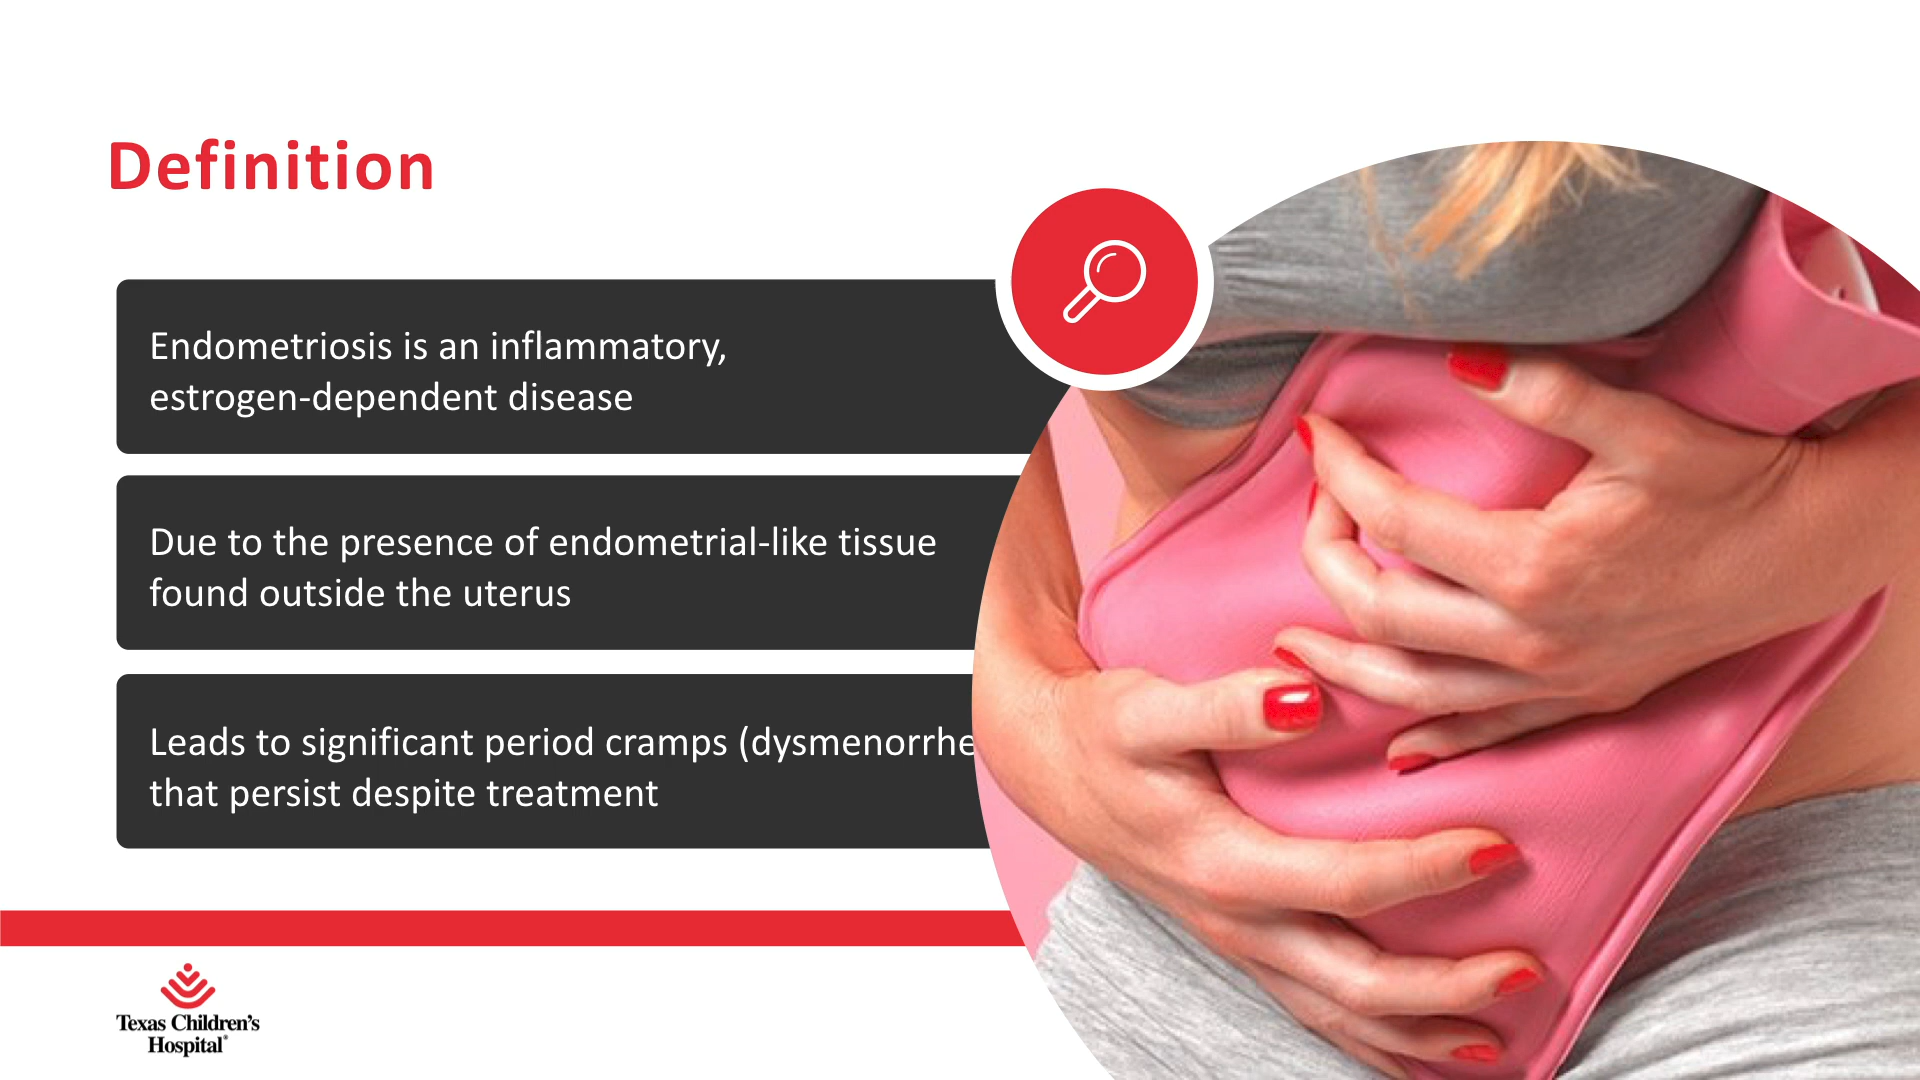 Definition
Endometriosis is an inflammatory,
estrogen-dependent disease
Due to the presence of endometrial-like tissue
found outside the uterus
Leads to significant period cramps (dysmenorrhe
that persist despite treatment
Texas Children's
Hospital®